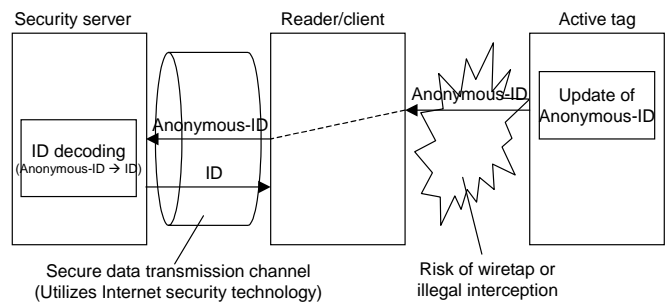 Security server
Reader/client
Active tag
Anonymous-ID
Update of
Anonymous-ID
Anonymous-ID
ID decoding
(Anonymous-ID → ID)
ID
Secure data transmission channel
(Utilizes Internet security technology)
Risk of wiretap or
illegal interception